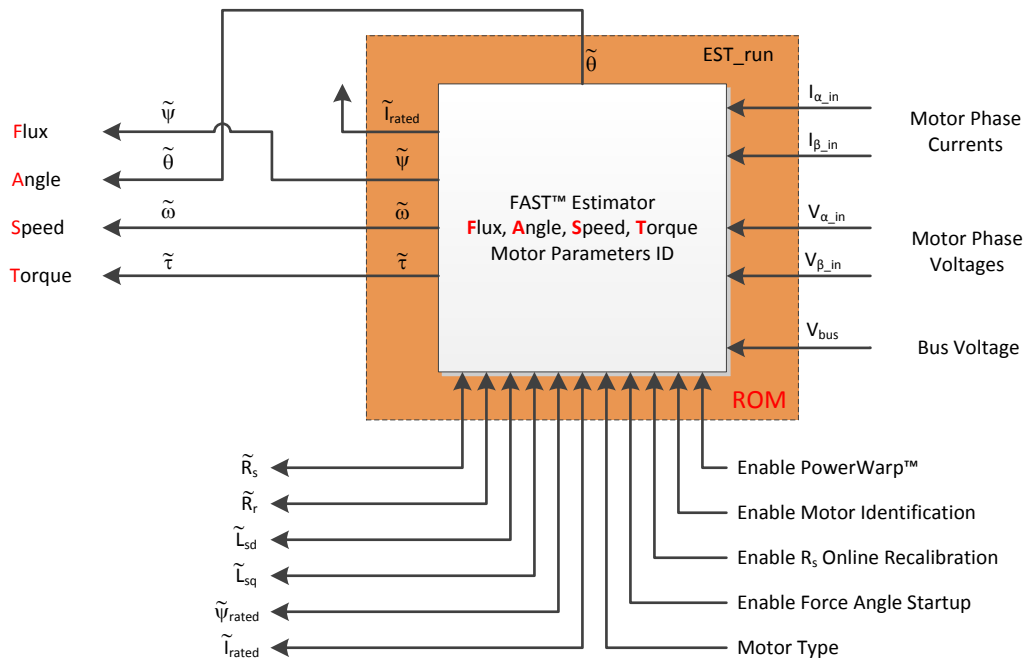 EST_run
θ̃
Ĩrated
Iα_in
Motor Phase
Currents
Iβ_in
Flux
ψ̃
ψ̃
Angle
θ̃
FAST™ Estimator
Flux, Angle, Speed, Torque
Motor Parameters ID
Speed
ω̃
ω̃
Vα_in
Motor Phase
Voltages
Torque
τ̃
τ̃
Vβ_in
Vbus
Bus Voltage
ROM
R̃s
Enable PowerWarp™
R̃r
Enable Motor Identification
L̃sd
Enable Rs Online Recalibration
L̃sq
Enable Force Angle Startup
ψ̃rated
Ĩrated
Motor Type